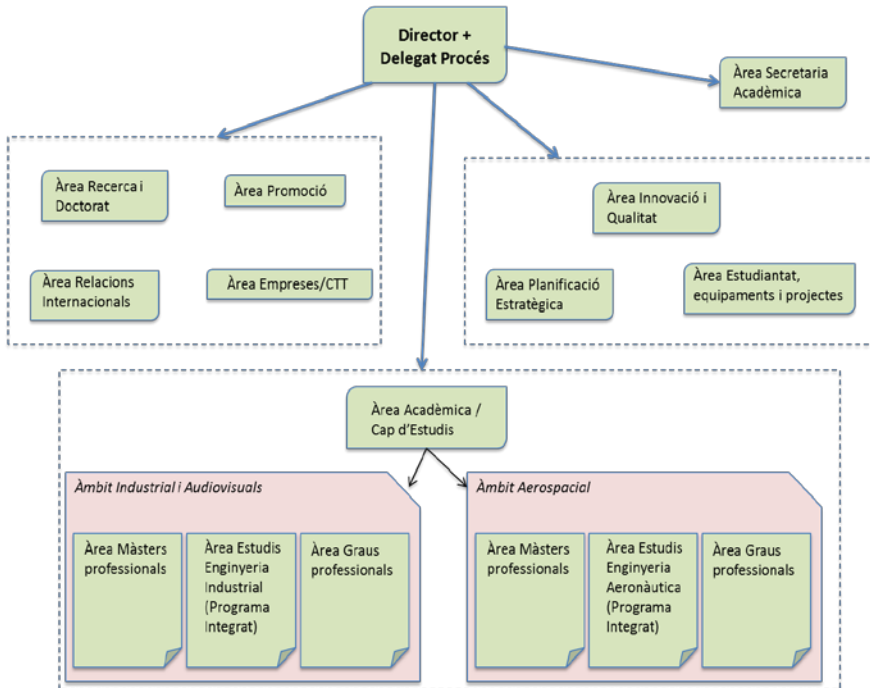 Director +
Delegat Procés
Àrea Secretaria
Acadèmica
Àrea Recerca i
Doctorat
Àrea Promoció
Àrea Relacions
Internacionals
Àrea Empreses/CTT
Àrea Innovació i
Qualitat
Àrea Planificació
Estratègica
Àrea Estudiantat,
equipaments i projectes
Àrea Acadèmica /
Cap d'Estudis
Àmbit Industrial i Audiovisuals
Àrea Màsters
professionals
Àrea Estudis
Enginyeria
Industrial
(Programa
Integrat)
Àrea Graus
professionals
Àmbit Aerospacial
Àrea Màsters
professionals
Àrea Estudis
Enginyeria
Aeronàutica
(Programa
Integrat)
Àrea Graus
professionals